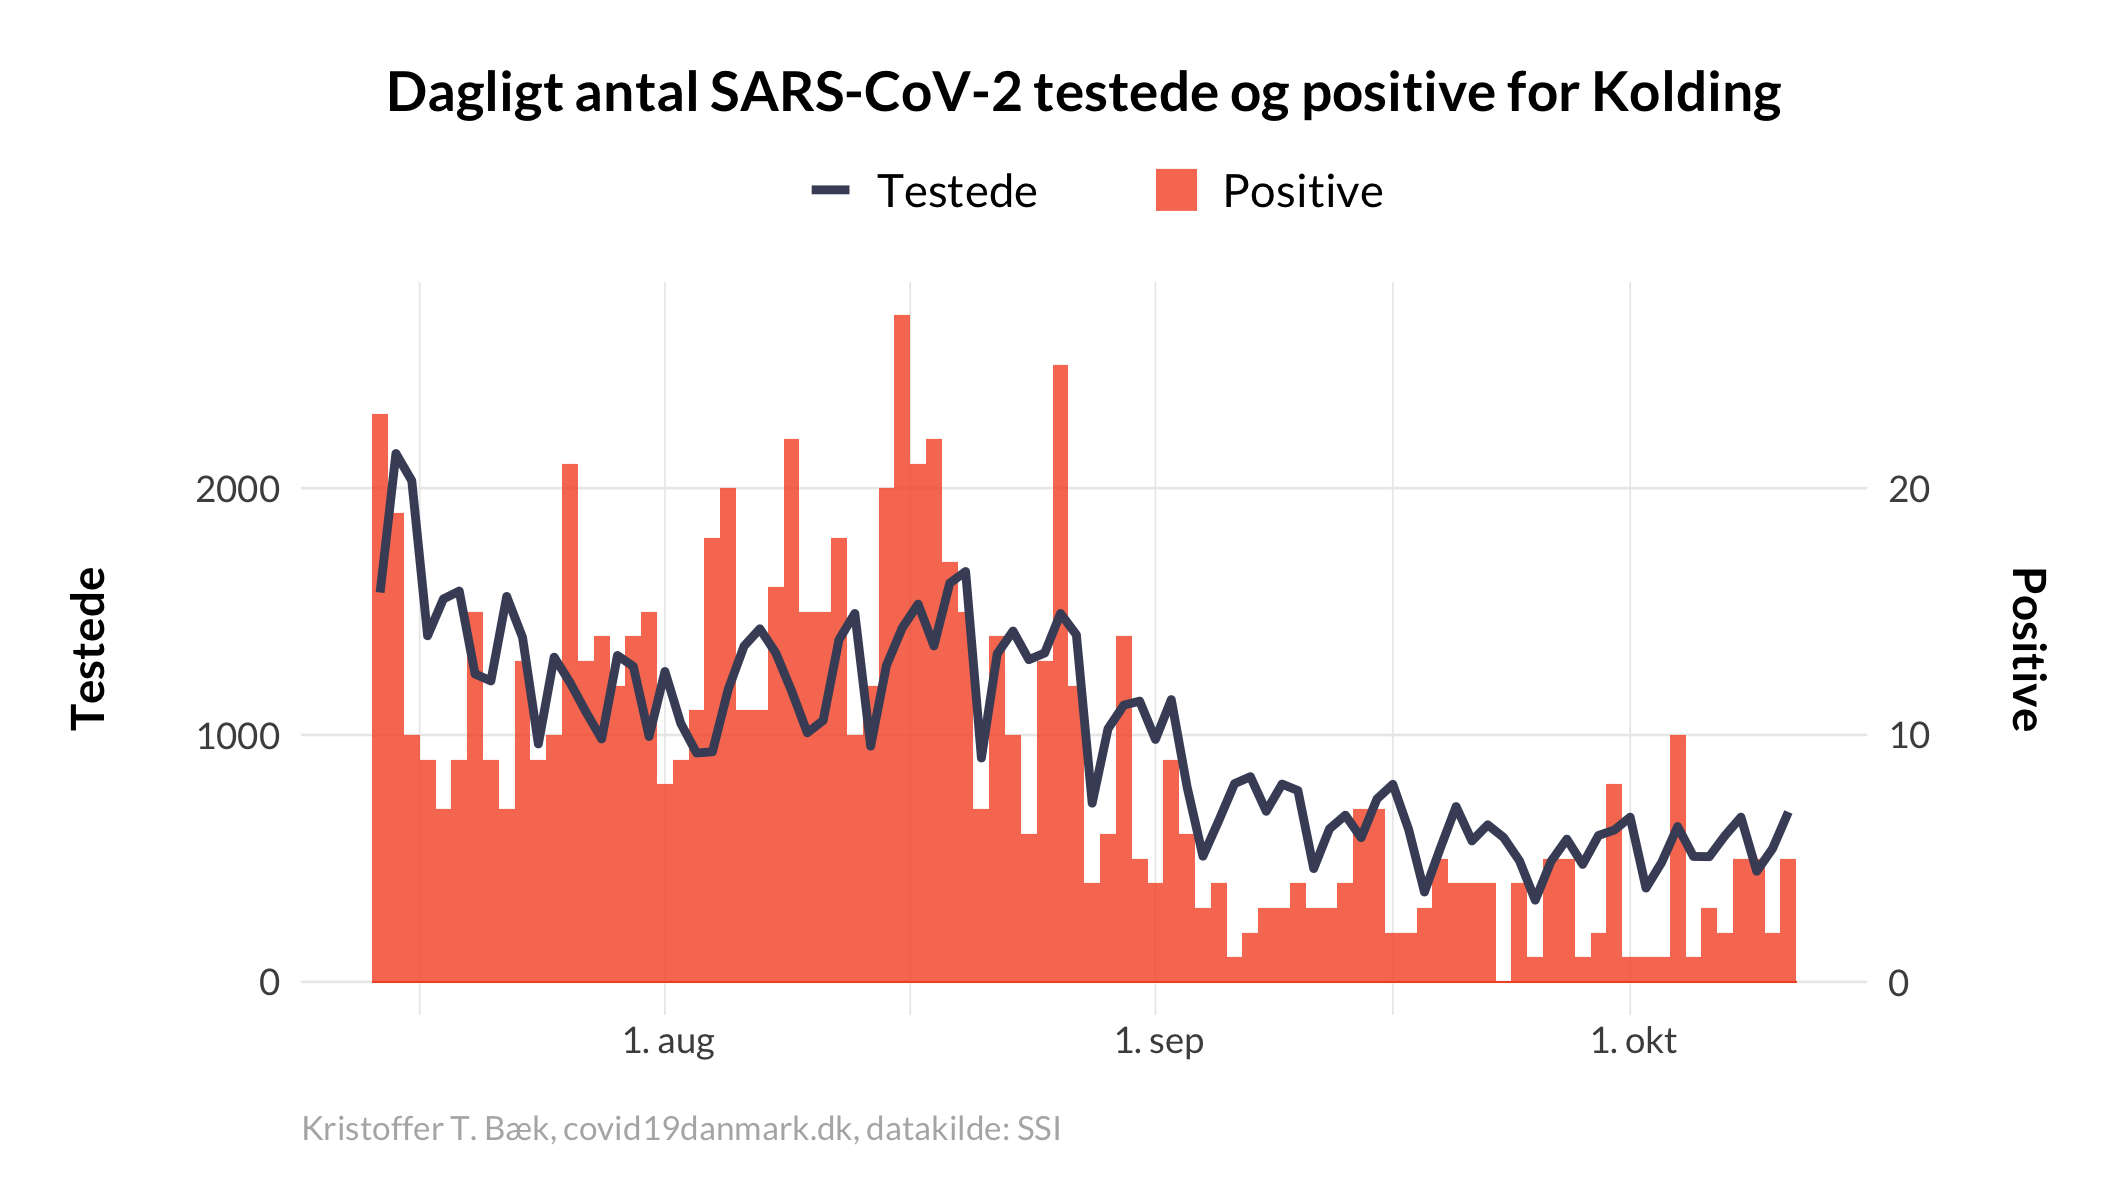 Dagligt antal SARS-CoV-2 testede og positive for Kolding
Testede
Positive
2000
1000
0
Testede
20
10
0
Positive
1. aug
1. sep
1. okt
Kristoffer T. Bæk, covid19danmark.dk, datakilde: SSI